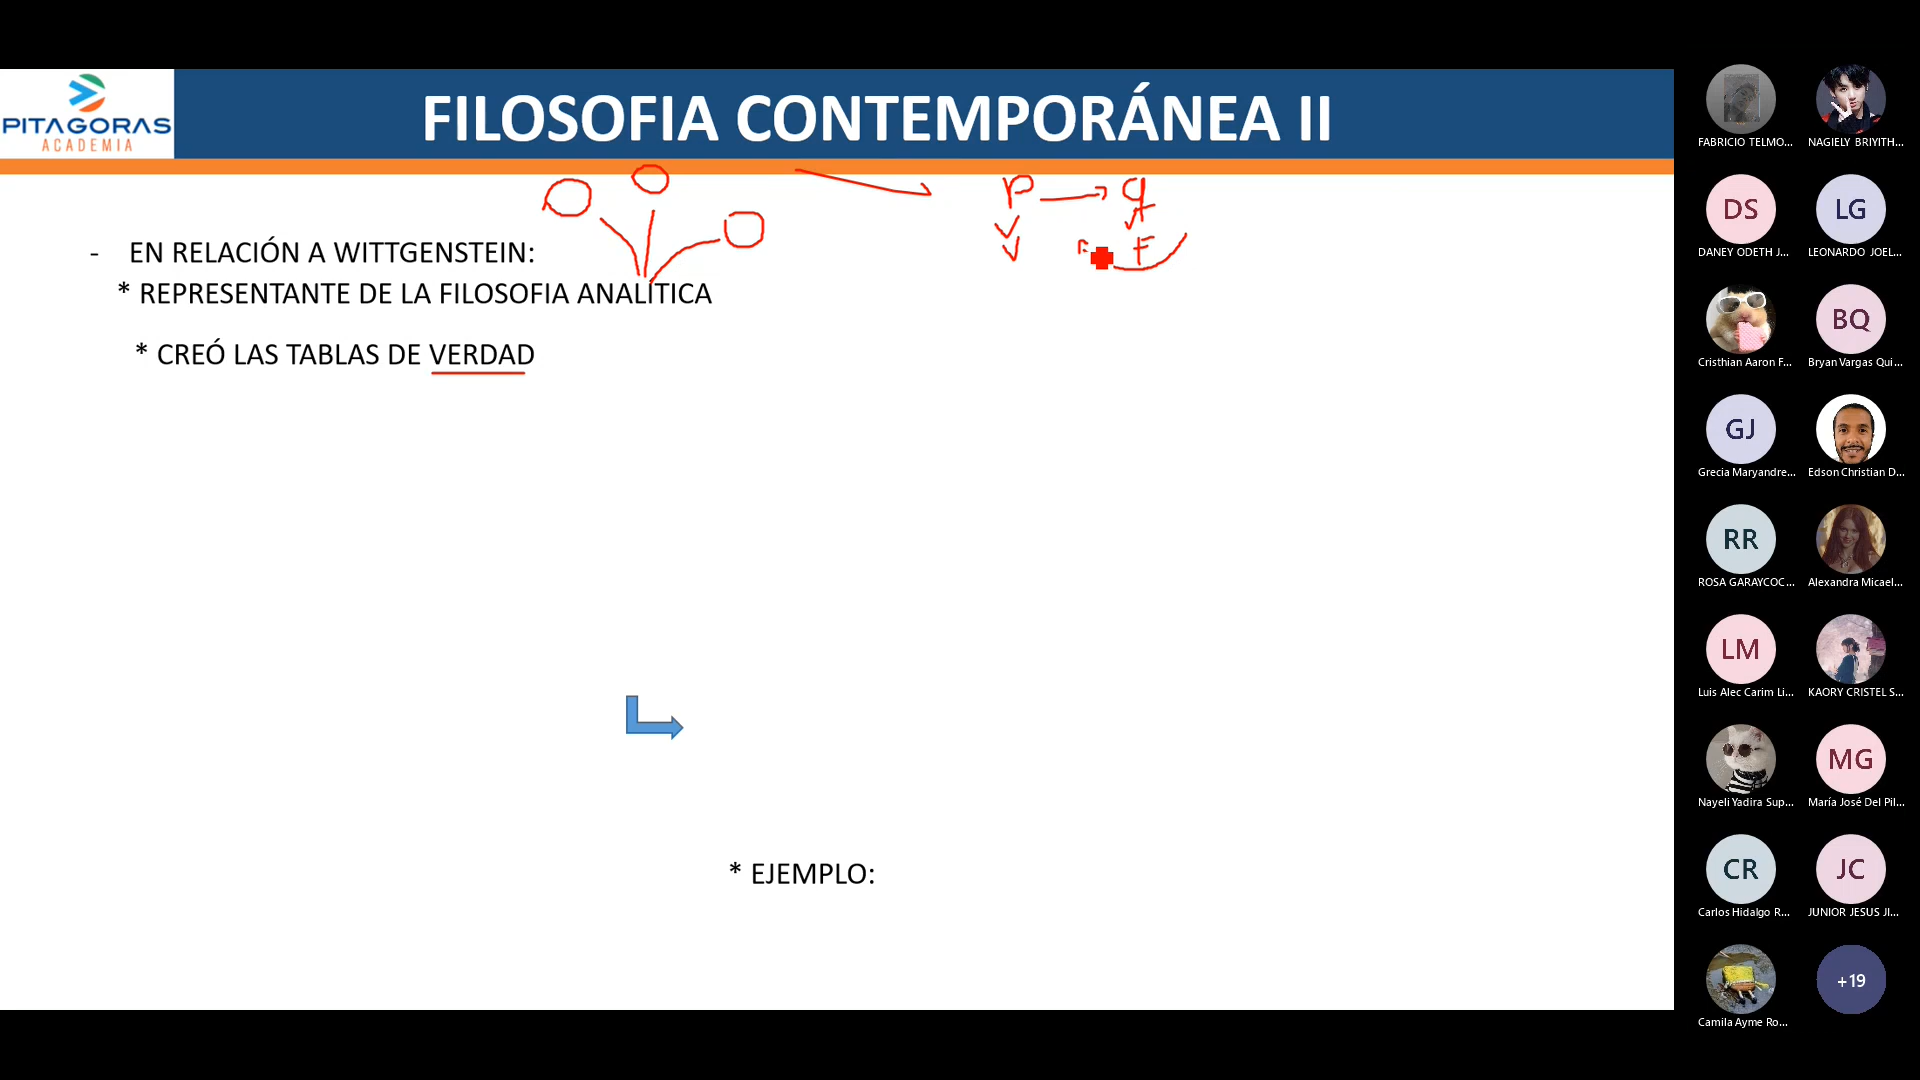 FILOSOFIA CONTEMPORÁNEA II
PITAGORAS
ACADEMIA
p → q
V V
V F
- EN RELACIÓN A WITTGENSTEIN:
* REPRESENTANTE DE LA FILOSOFIA ANALÍTICA
* CREÓ LAS TABLAS DE VERDAD
* EJEMPLO:
FABRICIO TELMO...
NAGIELY BRIYITH...
DS
DANEY ODETH J...
LG
LEONARDO JOEL...
Cristhian Aaron F...
BQ
Bryan Vargas Qui...
GJ
Grecia Maryandre...
Edson Christian D...
RR
ROSA GARAYCOC...
Alexandra Micael...
LM
Luis Alec Carim Li...
KAORY CRISTEL S...
Nayeli Yadira Sup...
MG
María José Del Pil...
CR
Carlos Hidalgo R...
JC
JUNIOR JESUS JI...
Camila Ayme Ro...
+19